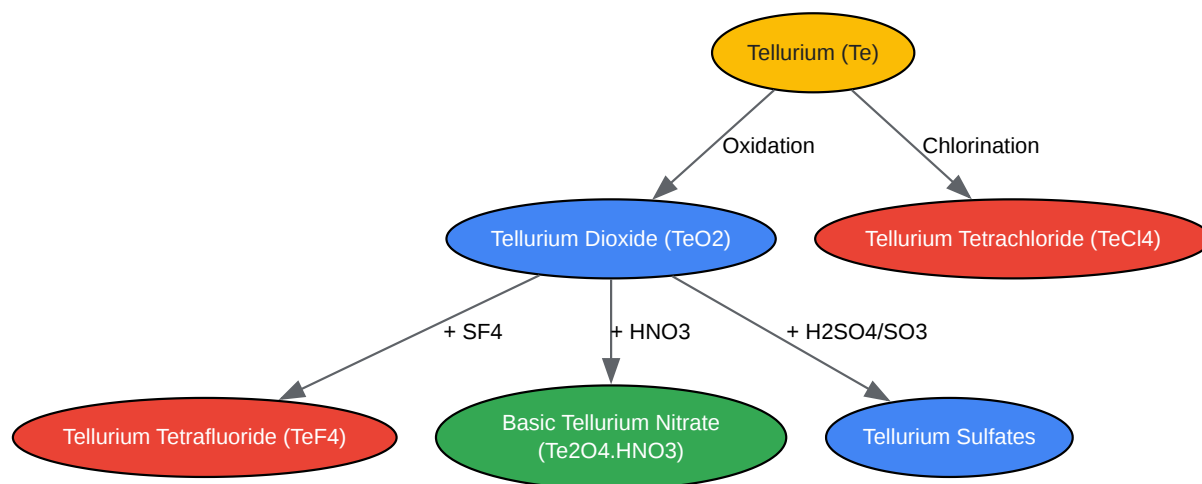 Tellurium (Te)
Oxidation
Chlorination
Tellurium Dioxide (TeO2)
Tellurium Tetrachloride (TeCl4)
+ SF4
+ HNO3
+ H2SO4/SO3
Tellurium Tetrafluoride (TeF4)
Basic Tellurium Nitrate
(Te2O4.HNO3)
Tellurium Sulfates